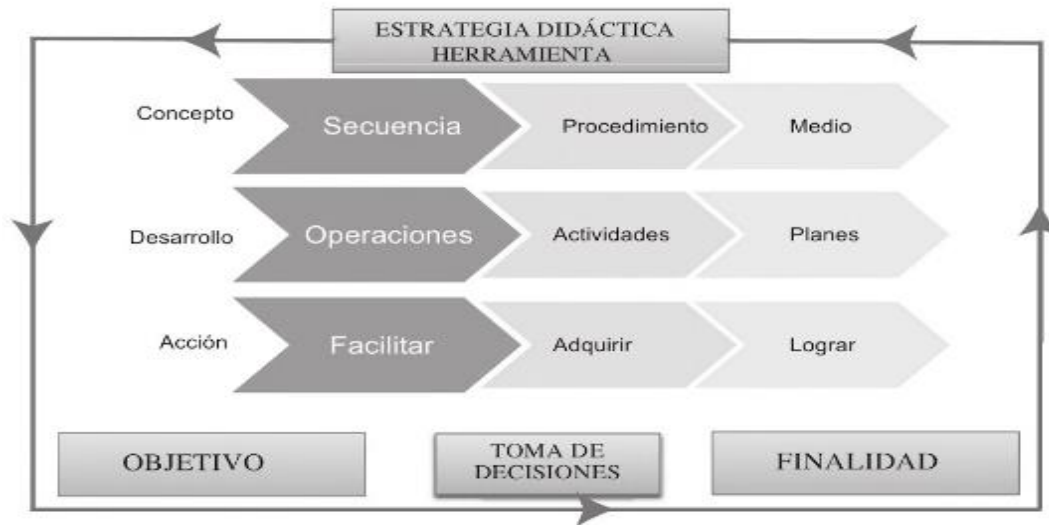 ESTRATEGIA DIDÁCTICA
HERRAMIENTA
Concepto
Secuencia
Procedimiento
Medio
Desarrollo
Operaciones
Actividades
Planes
Acción
Facilitar
Adquirir
Lograr
OBJETIVO
TOMA DE
DECISIONES
FINALIDAD